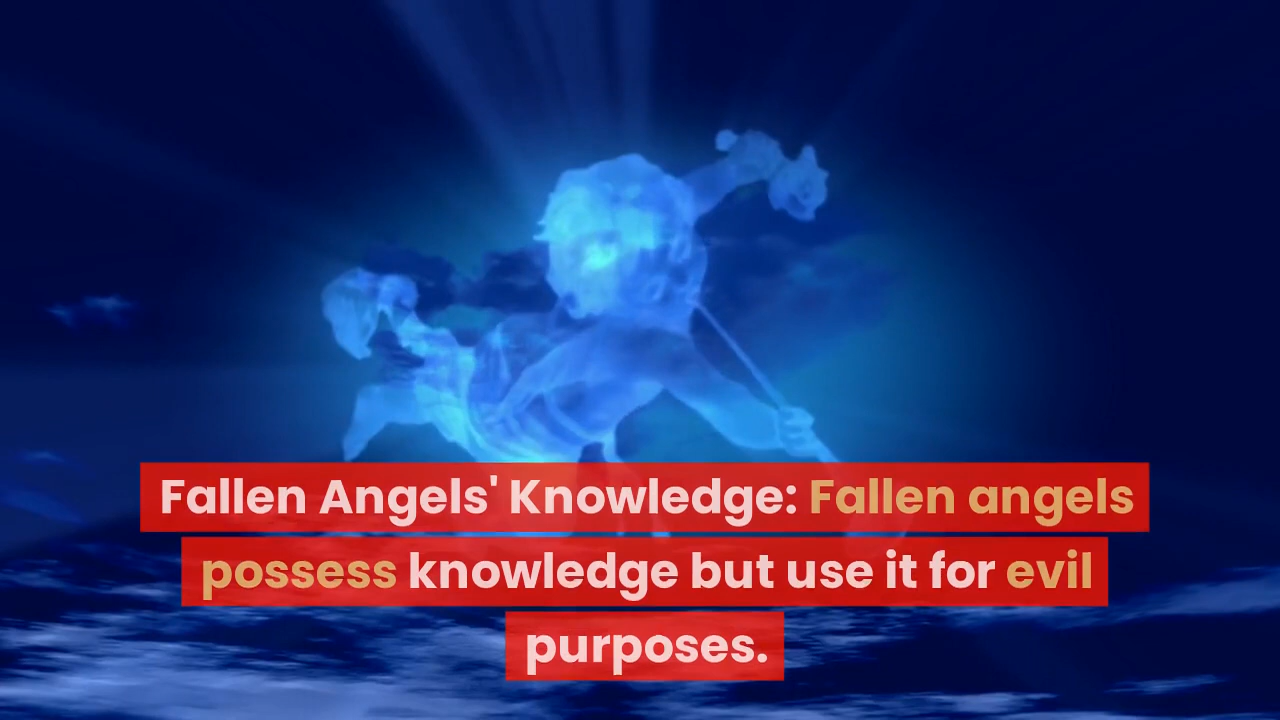 Fallen Angels' Knowledge: Fallen angels
possess knowledge but use it for evil
purposes.